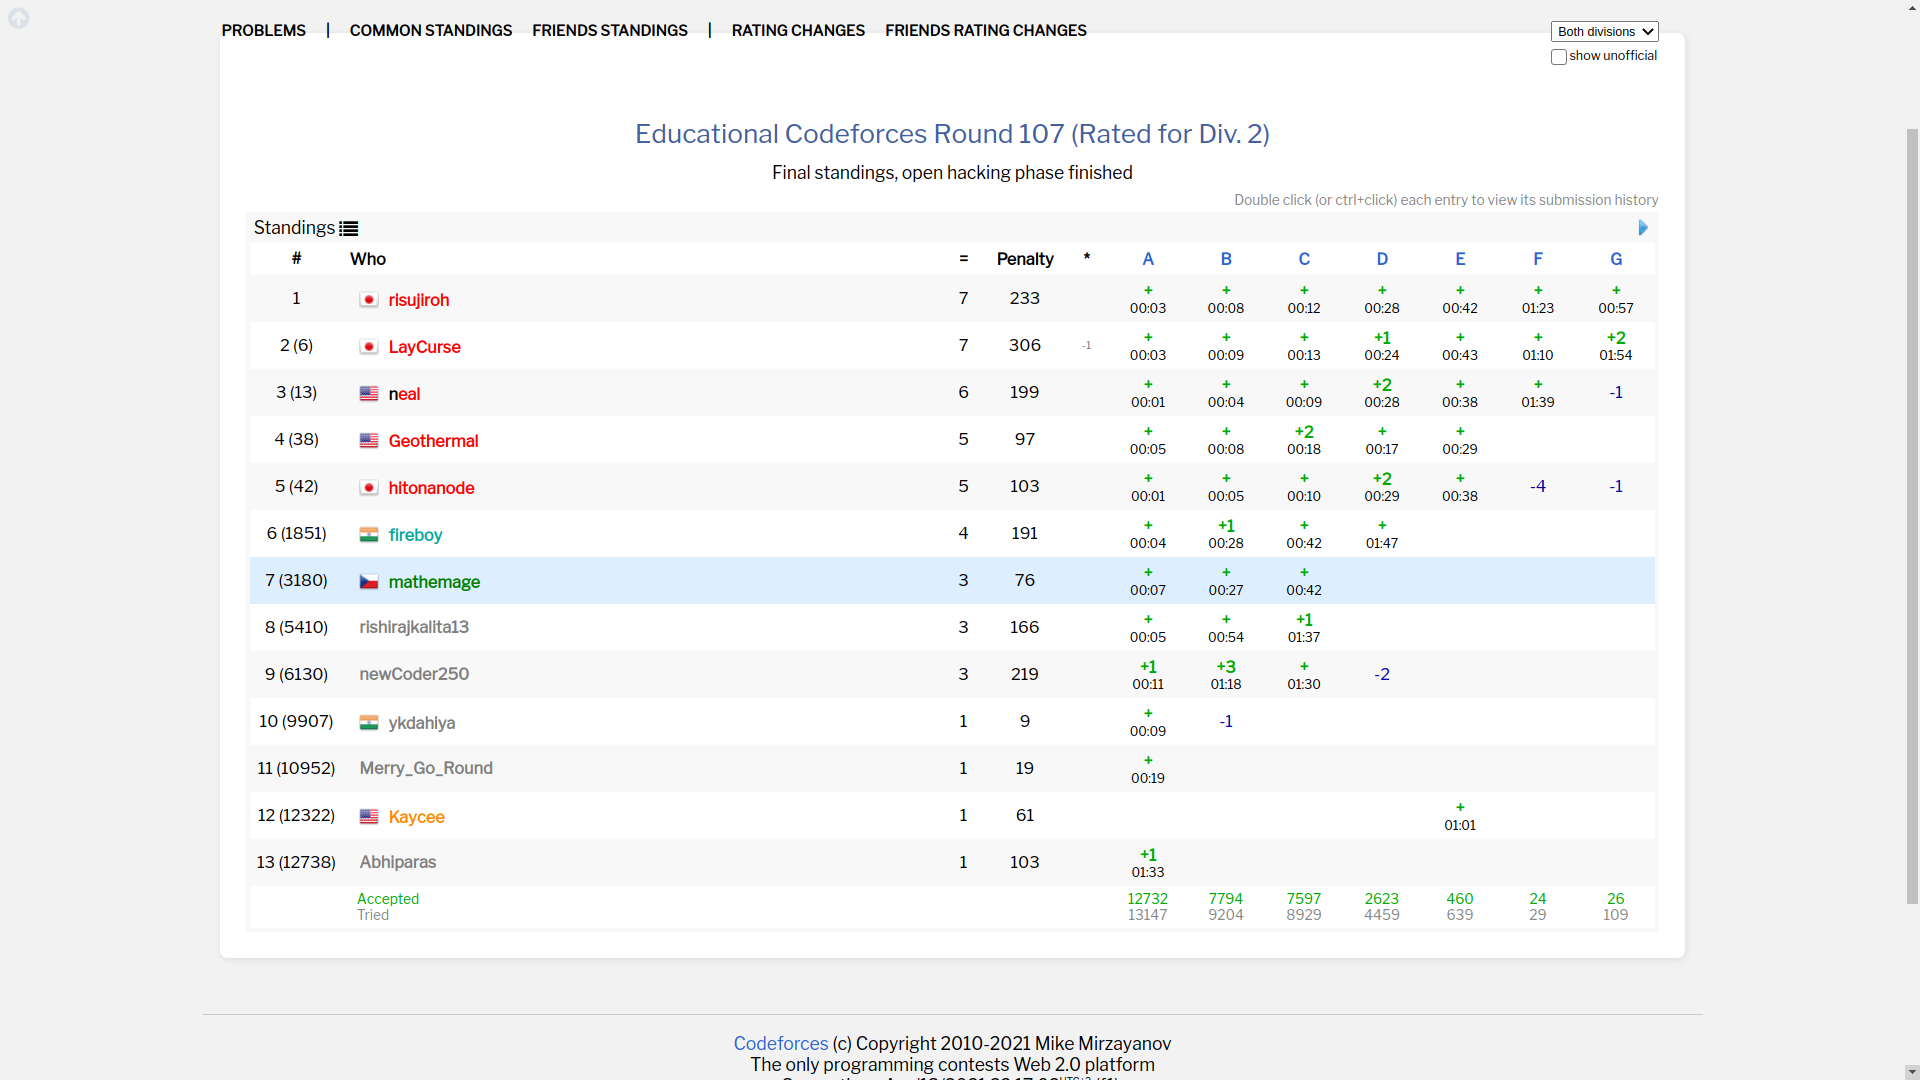 PROBLEMS | COMMON STANDINGS FRIENDS STANDINGS | RATING CHANGES FRIENDS RATING CHANGES
Both divisions
show unofficial
Educational Codeforces Round 107 (Rated for Div. 2)
Final standings, open hacking phase finished
Double click (or ctrl+click) each entry to view its submission history
Standings
# Who = Penalty * A B C D E F G
1 risujiroh 7 233 + + + + + + +
00:03 00:08 00:12 00:28 00:42 01:23 00:57
2 (6) LayCurse 7 306 -1 + + + +1 + + +2
00:03 00:09 00:13 00:24 00:43 01:10 01:54
3 (13) neal 6 199 + + + +2 + + -1
00:01 00:04 00:09 00:28 00:38 01:39
4 (38) Geothermal 5 97 + + +2 + +
00:05 00:08 00:18 00:17 00:29
5 (42) hitonanode 5 103 + + + +2 + -4 -1
00:01 00:05 00:10 00:29 00:38
6 (1851) fireboy 4 191 + +1 + +
00:04 00:28 00:42 01:47
7 (3180) mathemage 3 76 + + +
00:07 00:27 00:42
8 (5410) rishirajkalita13 3 166 + + +1
00:05 00:54 01:37
9 (6130) newCoder250 3 219 +1 +3 + -2
00:11 01:18 01:30
10 (9907) ykdahiya 1 9 + -1
00:09
11 (10952) Merry_Go_Round 1 19 +
00:19
12 (12322) Kaycee 1 61 +
01:01
13 (12738) Abhiparas 1 103 +1
01:33
Accepted 12732 7794 7597 2623 460 24 26
Tried 13147 9204 8929 4459 639 29 109
Codeforces (c) Copyright 2010-2021 Mike Mirzayanov
The only programming contests Web 2.0 platform